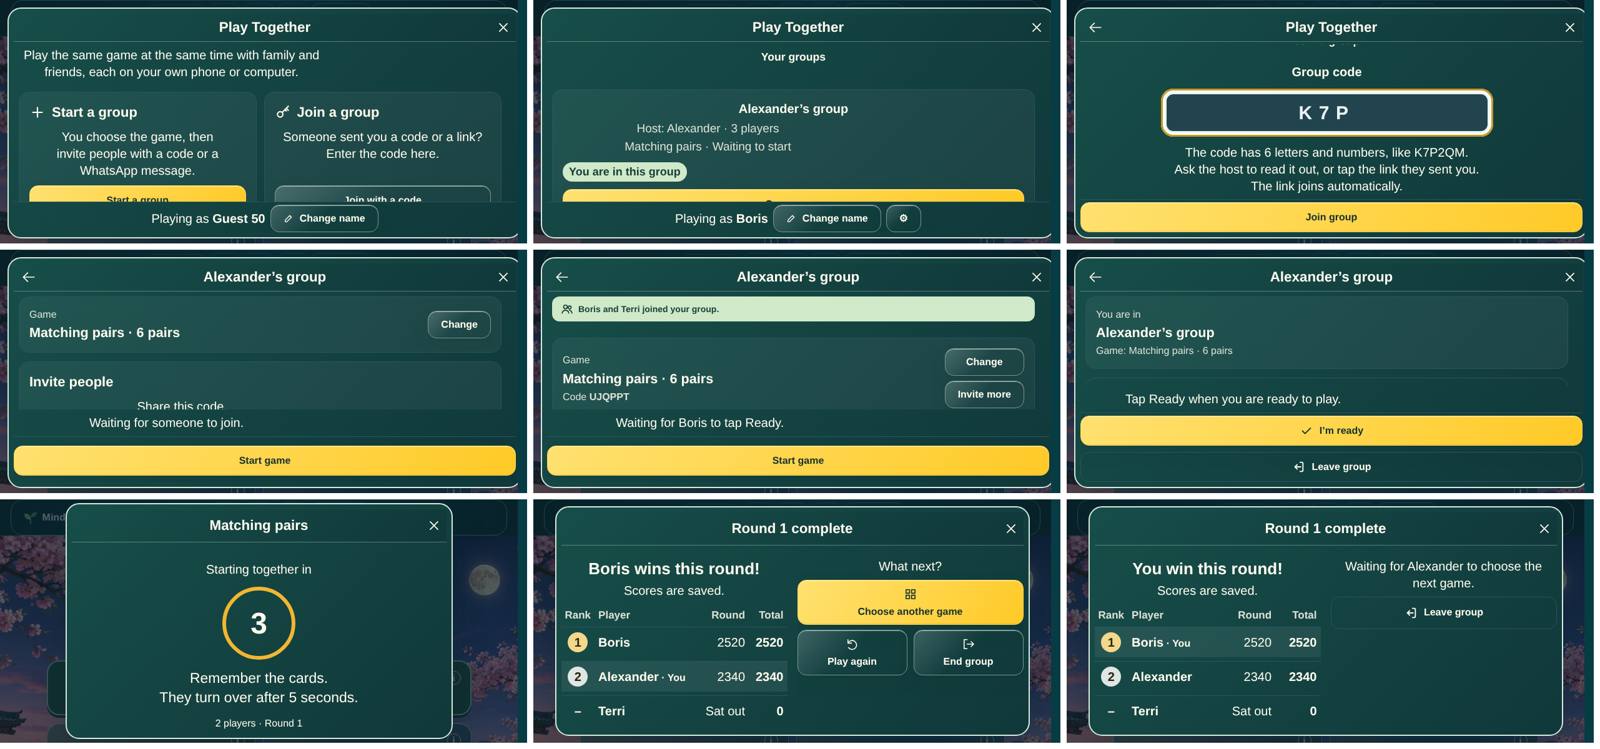 Play Together
Play the same game at the same time with family and
friends, each on your own phone or computer.
Start a group
You choose the game, then
invite people with a code or a
WhatsApp message.
Start a group
Join a group
Someone sent you a code or a link?
Enter the code here.
Join with a code
Playing as Guest 50
Change name
Play Together
Your groups
Alexander’s group
Host: Alexander · 3 players
Matching pairs · Waiting to start
You are in this group
Playing as Boris
Change name
Play Together
Group code
K7P
The code has 6 letters and numbers, like K7P2QM.
Ask the host to read it out, or tap the link they sent you.
The link joins automatically.
Join group
Alexander’s group
Game
Matching pairs · 6 pairs
Change
Invite people
Share this code
Waiting for someone to join.
Start game
Alexander’s group
Boris and Terri joined your group.
Game
Matching pairs · 6 pairs
Code UJQPPT
Change
Invite more
Waiting for Boris to tap Ready.
Start game
Alexander’s group
You are in
Alexander’s group
Game: Matching pairs · 6 pairs
Tap Ready when you are ready to play.
I’m ready
Leave group
Mind
Matching pairs
Starting together in
3
Remember the cards.
They turn over after 5 seconds.
2 players · Round 1
Round 1 complete
Boris wins this round!
Scores are saved.
Rank Player Round Total
1 Boris 2520 2520
2 Alexander · You 2340 2340
– Terri Sat out 0
What next?
Choose another game
Play again
End group
Round 1 complete
You win this round!
Scores are saved.
Rank Player Round Total
1 Boris · You 2520 2520
2 Alexander 2340 2340
– Terri Sat out 0
Waiting for Alexander to choose the
next game.
Leave group